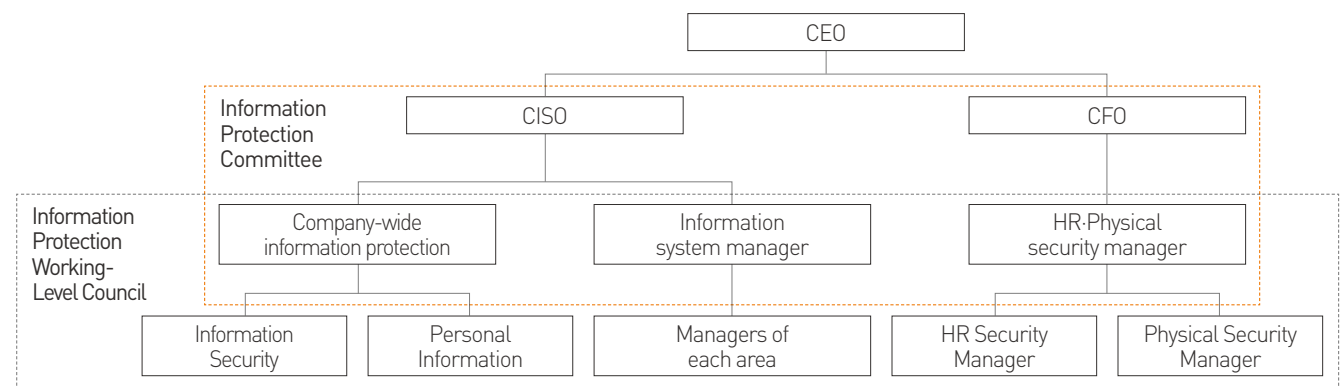 CEO
Information
Protection
Committee
CISO
CFO
Information
Protection
Working-
Level Council
Company-wide
information protection
Information
system manager
HR·Physical
security manager
Information
Security
Personal
Information
Managers of
each area
HR Security
Manager
Physical Security
Manager